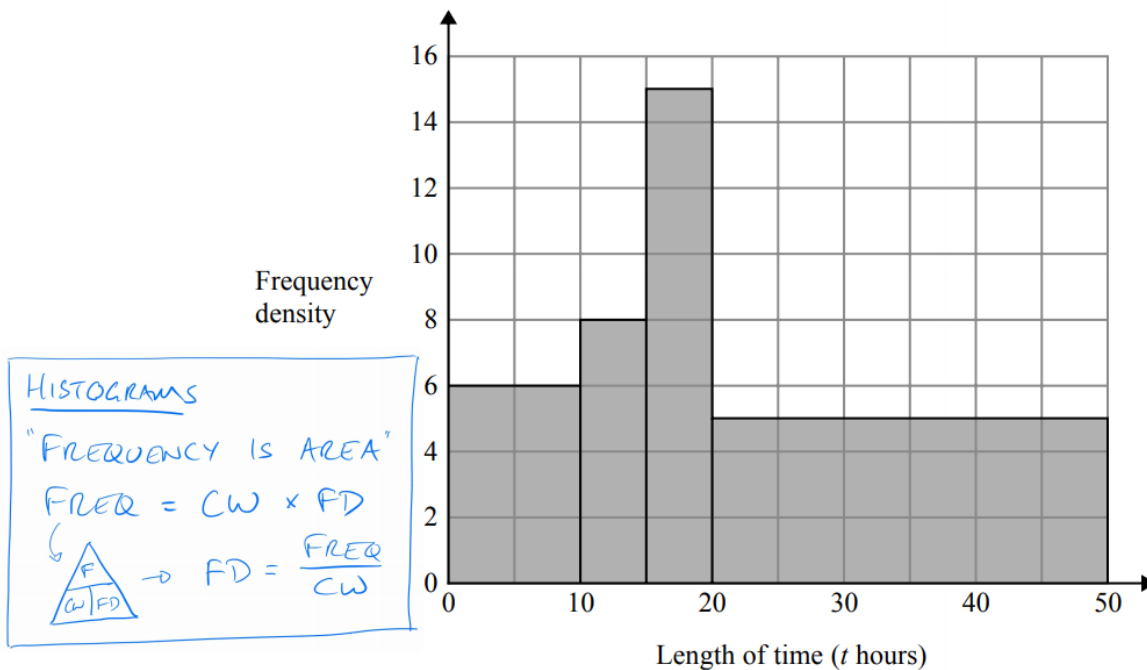 16
14
12
10
Frequency
density
8
6
4
2
0
0 10 20 30 40 50
Length of time (t hours)
HISTOGRAMS
"FREQUENCY IS AREA"
FREQ = CW × FD
F
CW FD
→ FD = FREQ
CW